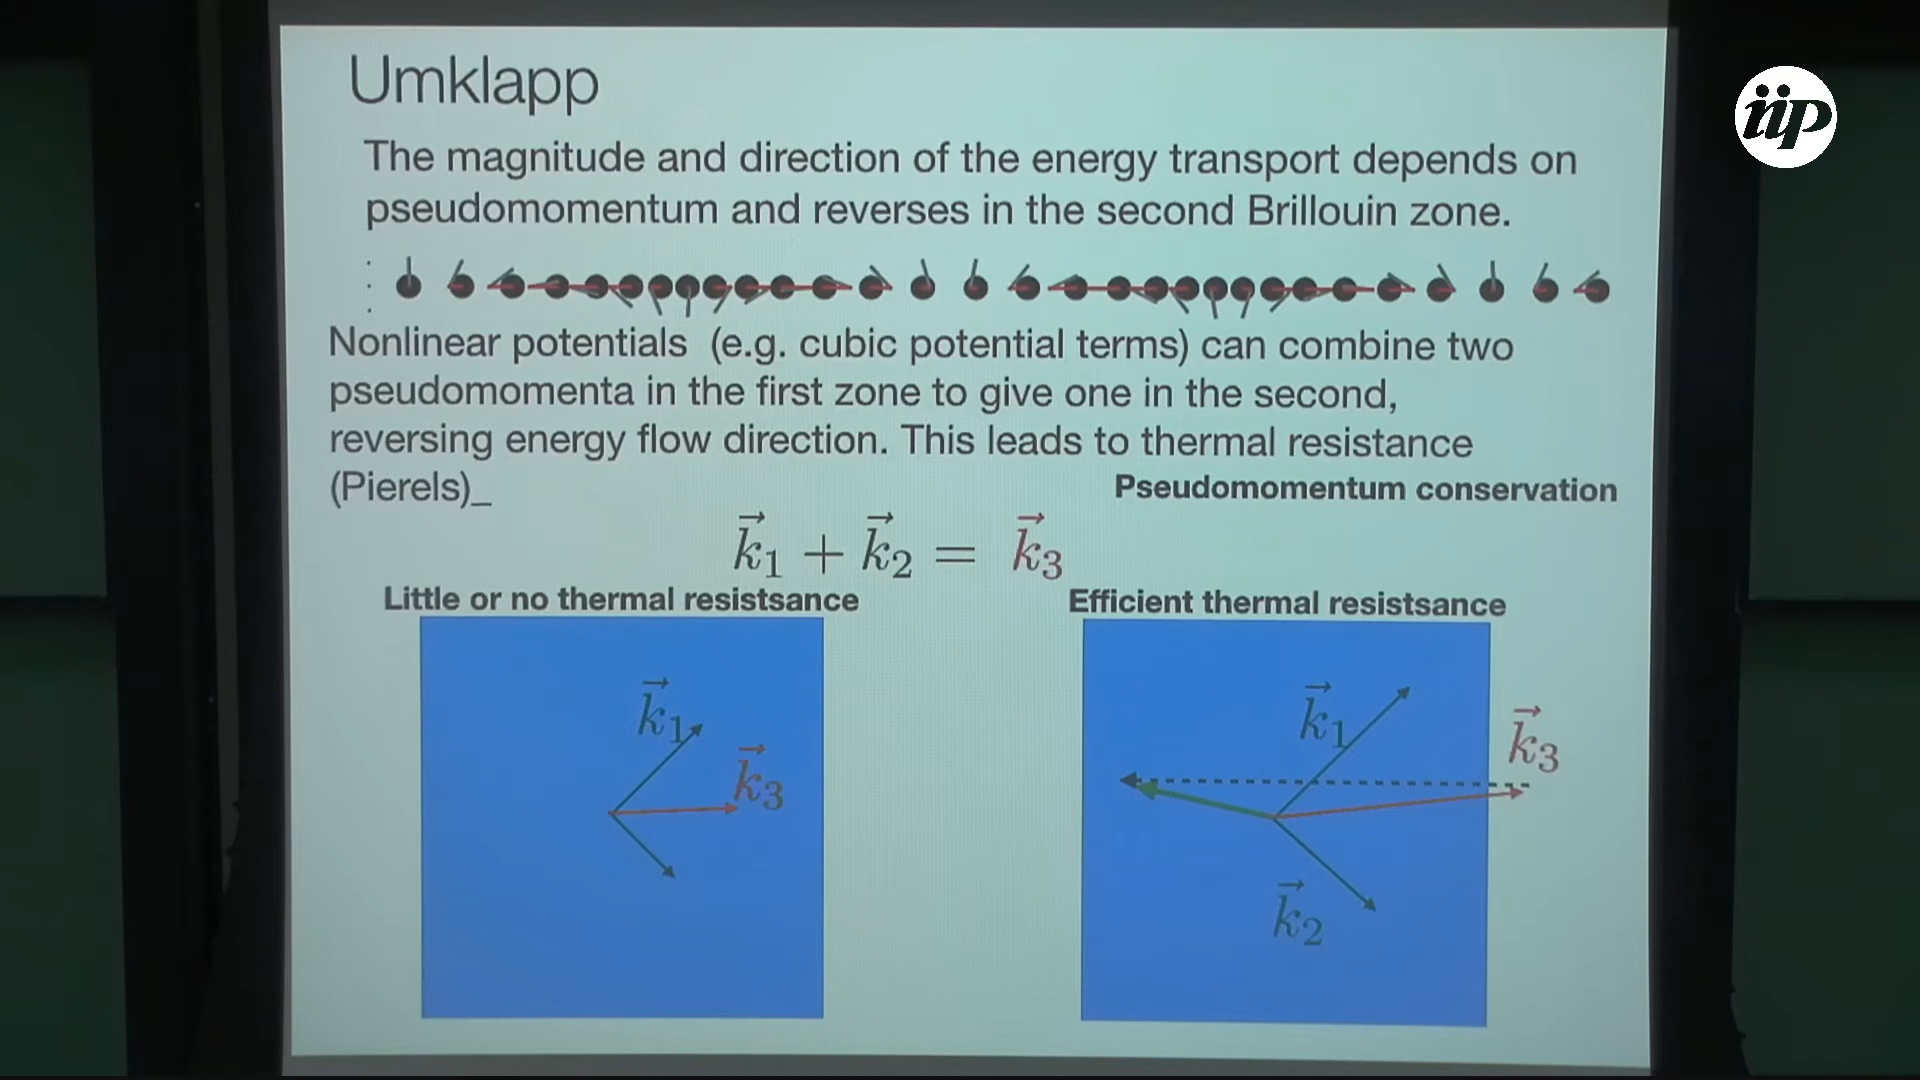 Umklapp
iip
The magnitude and direction of the energy transport depends on
pseudomomentum and reverses in the second Brillouin zone.
Nonlinear potentials (e.g. cubic potential terms) can combine two
pseudomomenta in the first zone to give one in the second,
reversing energy flow direction. This leads to thermal resistance
(Pierels)_
Pseudomomentum conservation
k⃗₁ + k⃗₂ = k⃗₃
Little or no thermal resistsance
Efficient thermal resistsance
k⃗₁
k⃗₃
k⃗₁
k⃗₃
k⃗₂